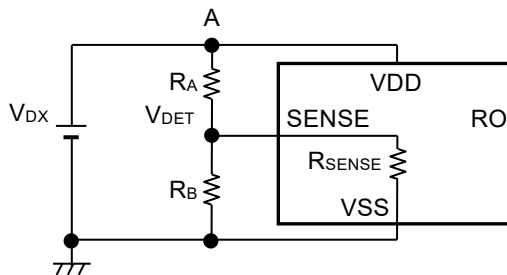 A
RA
VDD
VDX
VDET
SENSE
RO
RSENSE
RB
VSS